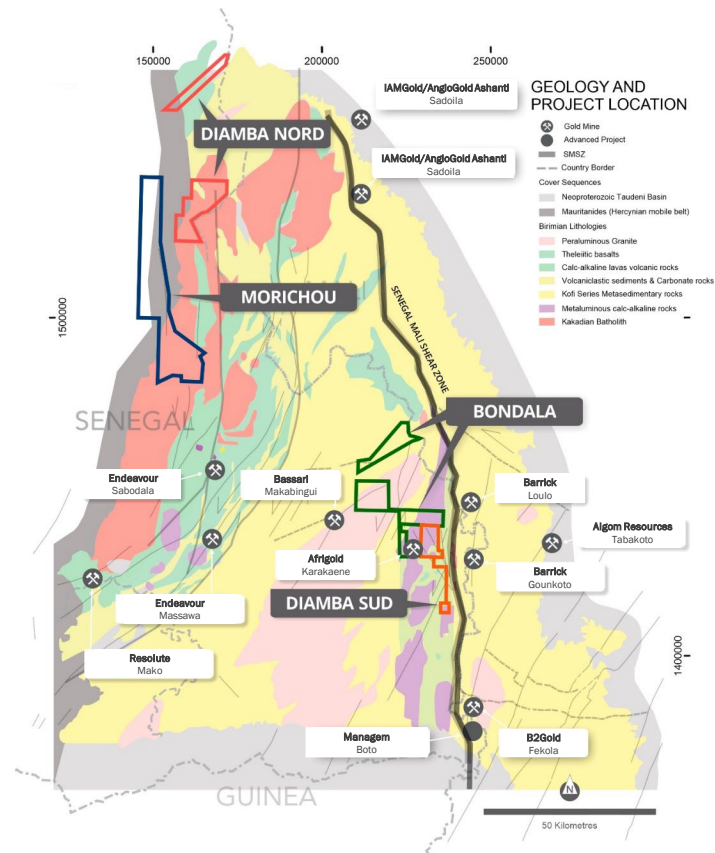 150000
200000
250000
IAMGold/AngloGold Ashanti
Sadoila
GEOLOGY AND
PROJECT LOCATION
Gold Mine
Advanced Project
SMSZ
Country Border
Cover Sequences
Neoproterozoic Taudeni Basin
Mauritanides (Hercynian mobile belt)
Birimian Lithologies
Peraluminous Granite
Theleiitic basalts
Calc-alkaline lavas volcanic rocks
Volcaniclastic sediments & Carbonate rocks
Kofi Series Metasedimentary rocks
Metaluminous calc-alkaline rocks
Kakadian Batholith
DIAMBA NORD
IAMGold/AngloGold Ashanti
Sadoila
MORICHOU
1500000
SENEGAL MALI SHEAR ZONE
SENEGAL
BONDALA
Endeavour
Sabodala
Bassari
Makabingui
Barrick
Loulo
Algom Resources
Tabakoto
Afrigold
Karakaene
Barrick
Gounkoto
Endeavour
Massawa
DIAMBA SUD
Resolute
Mako
1400000
Managem
Boto
B2Gold
Fekola
GUINEA
N
50 Kilometres